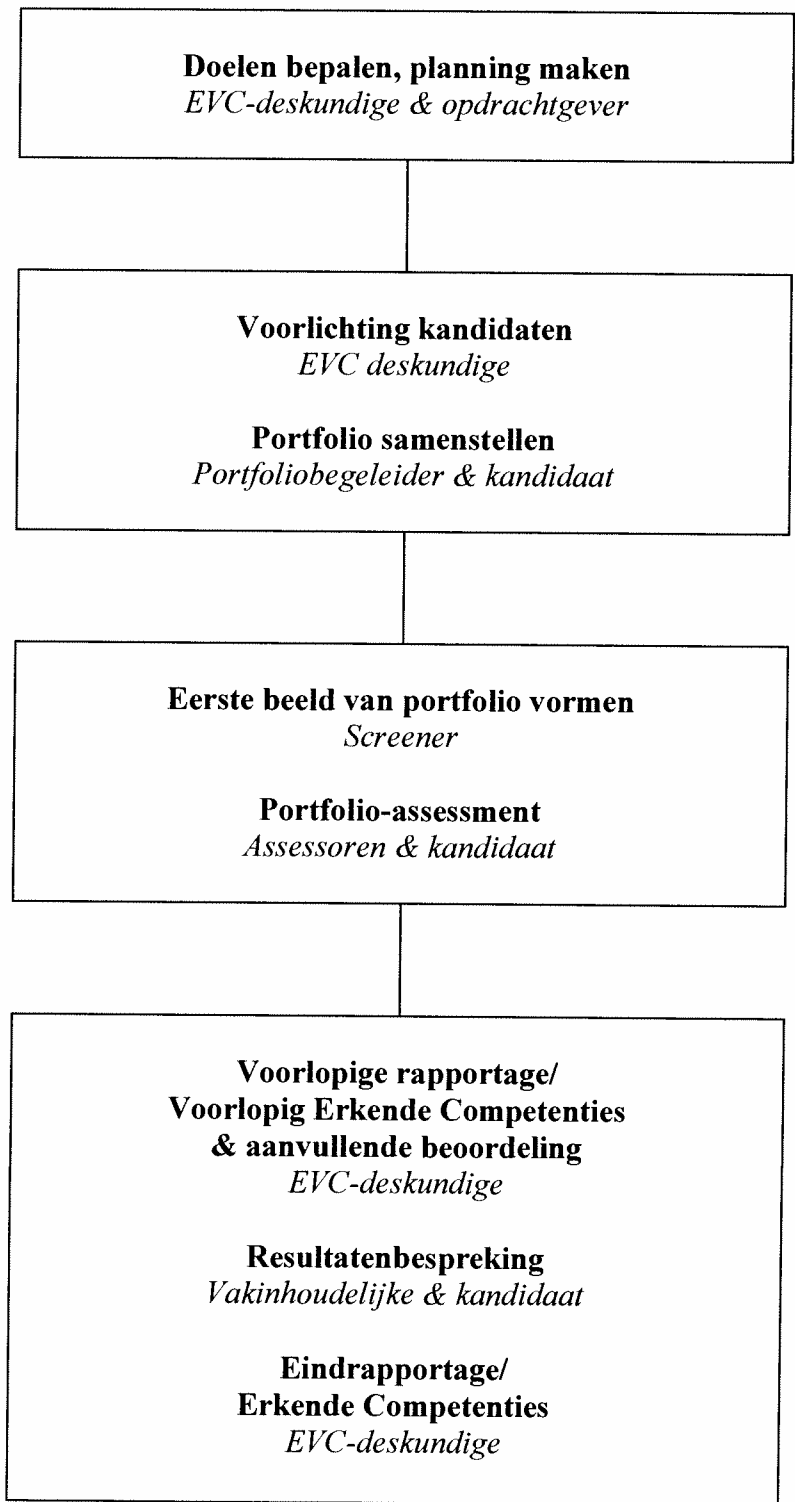 Doelen bepalen, planning maken
EVC-deskundige & opdrachtgever
Voorlichting kandidaten
EVC deskundige
Portfolio samenstellen
Portfoliobegeleider & kandidaat
Eerste beeld van portfolio vormen
Screener
Portfolio-assessment
Assessoren & kandidaat
Voorlopige rapportage/
Voorlopig Erkende Competenties
& aanvullende beoordeling
EVC-deskundige
Resultatenbespreking
Vakinhoudelijke & kandidaat
Eindrapportage/
Erkende Competenties
EVC-deskundige